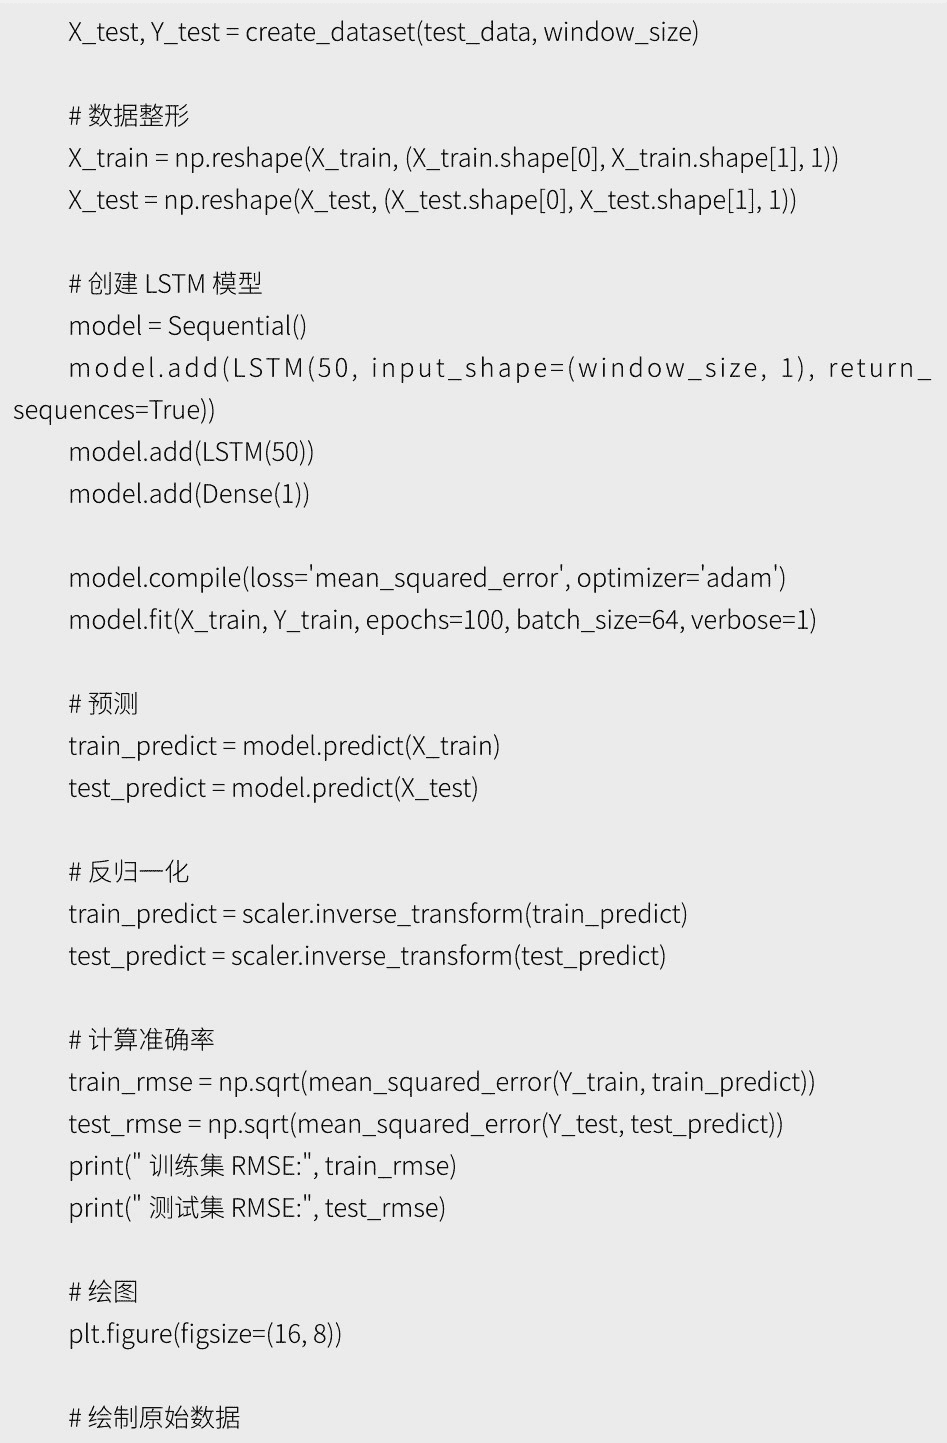 X_test, Y_test = create_dataset(test_data, window_size)
# 数据整形
X_train = np.reshape(X_train, (X_train.shape[0], X_train.shape[1], 1))
X_test = np.reshape(X_test, (X_test.shape[0], X_test.shape[1], 1))
# 创建 LSTM 模型
model = Sequential()
model.add(LSTM(50, input_shape=(window_size, 1), return_
sequences=True))
model.add(LSTM(50))
model.add(Dense(1))
model.compile(loss='mean_squared_error', optimizer='adam')
model.fit(X_train, Y_train, epochs=100, batch_size=64, verbose=1)
# 预测
train_predict = model.predict(X_train)
test_predict = model.predict(X_test)
# 反归一化
train_predict = scaler.inverse_transform(train_predict)
test_predict = scaler.inverse_transform(test_predict)
# 计算准确率
train_rmse = np.sqrt(mean_squared_error(Y_train, train_predict))
test_rmse = np.sqrt(mean_squared_error(Y_test, test_predict))
print(" 训练集 RMSE:", train_rmse)
print(" 测试集 RMSE:", test_rmse)
# 绘图
plt.figure(figsize=(16, 8))
# 绘制原始数据